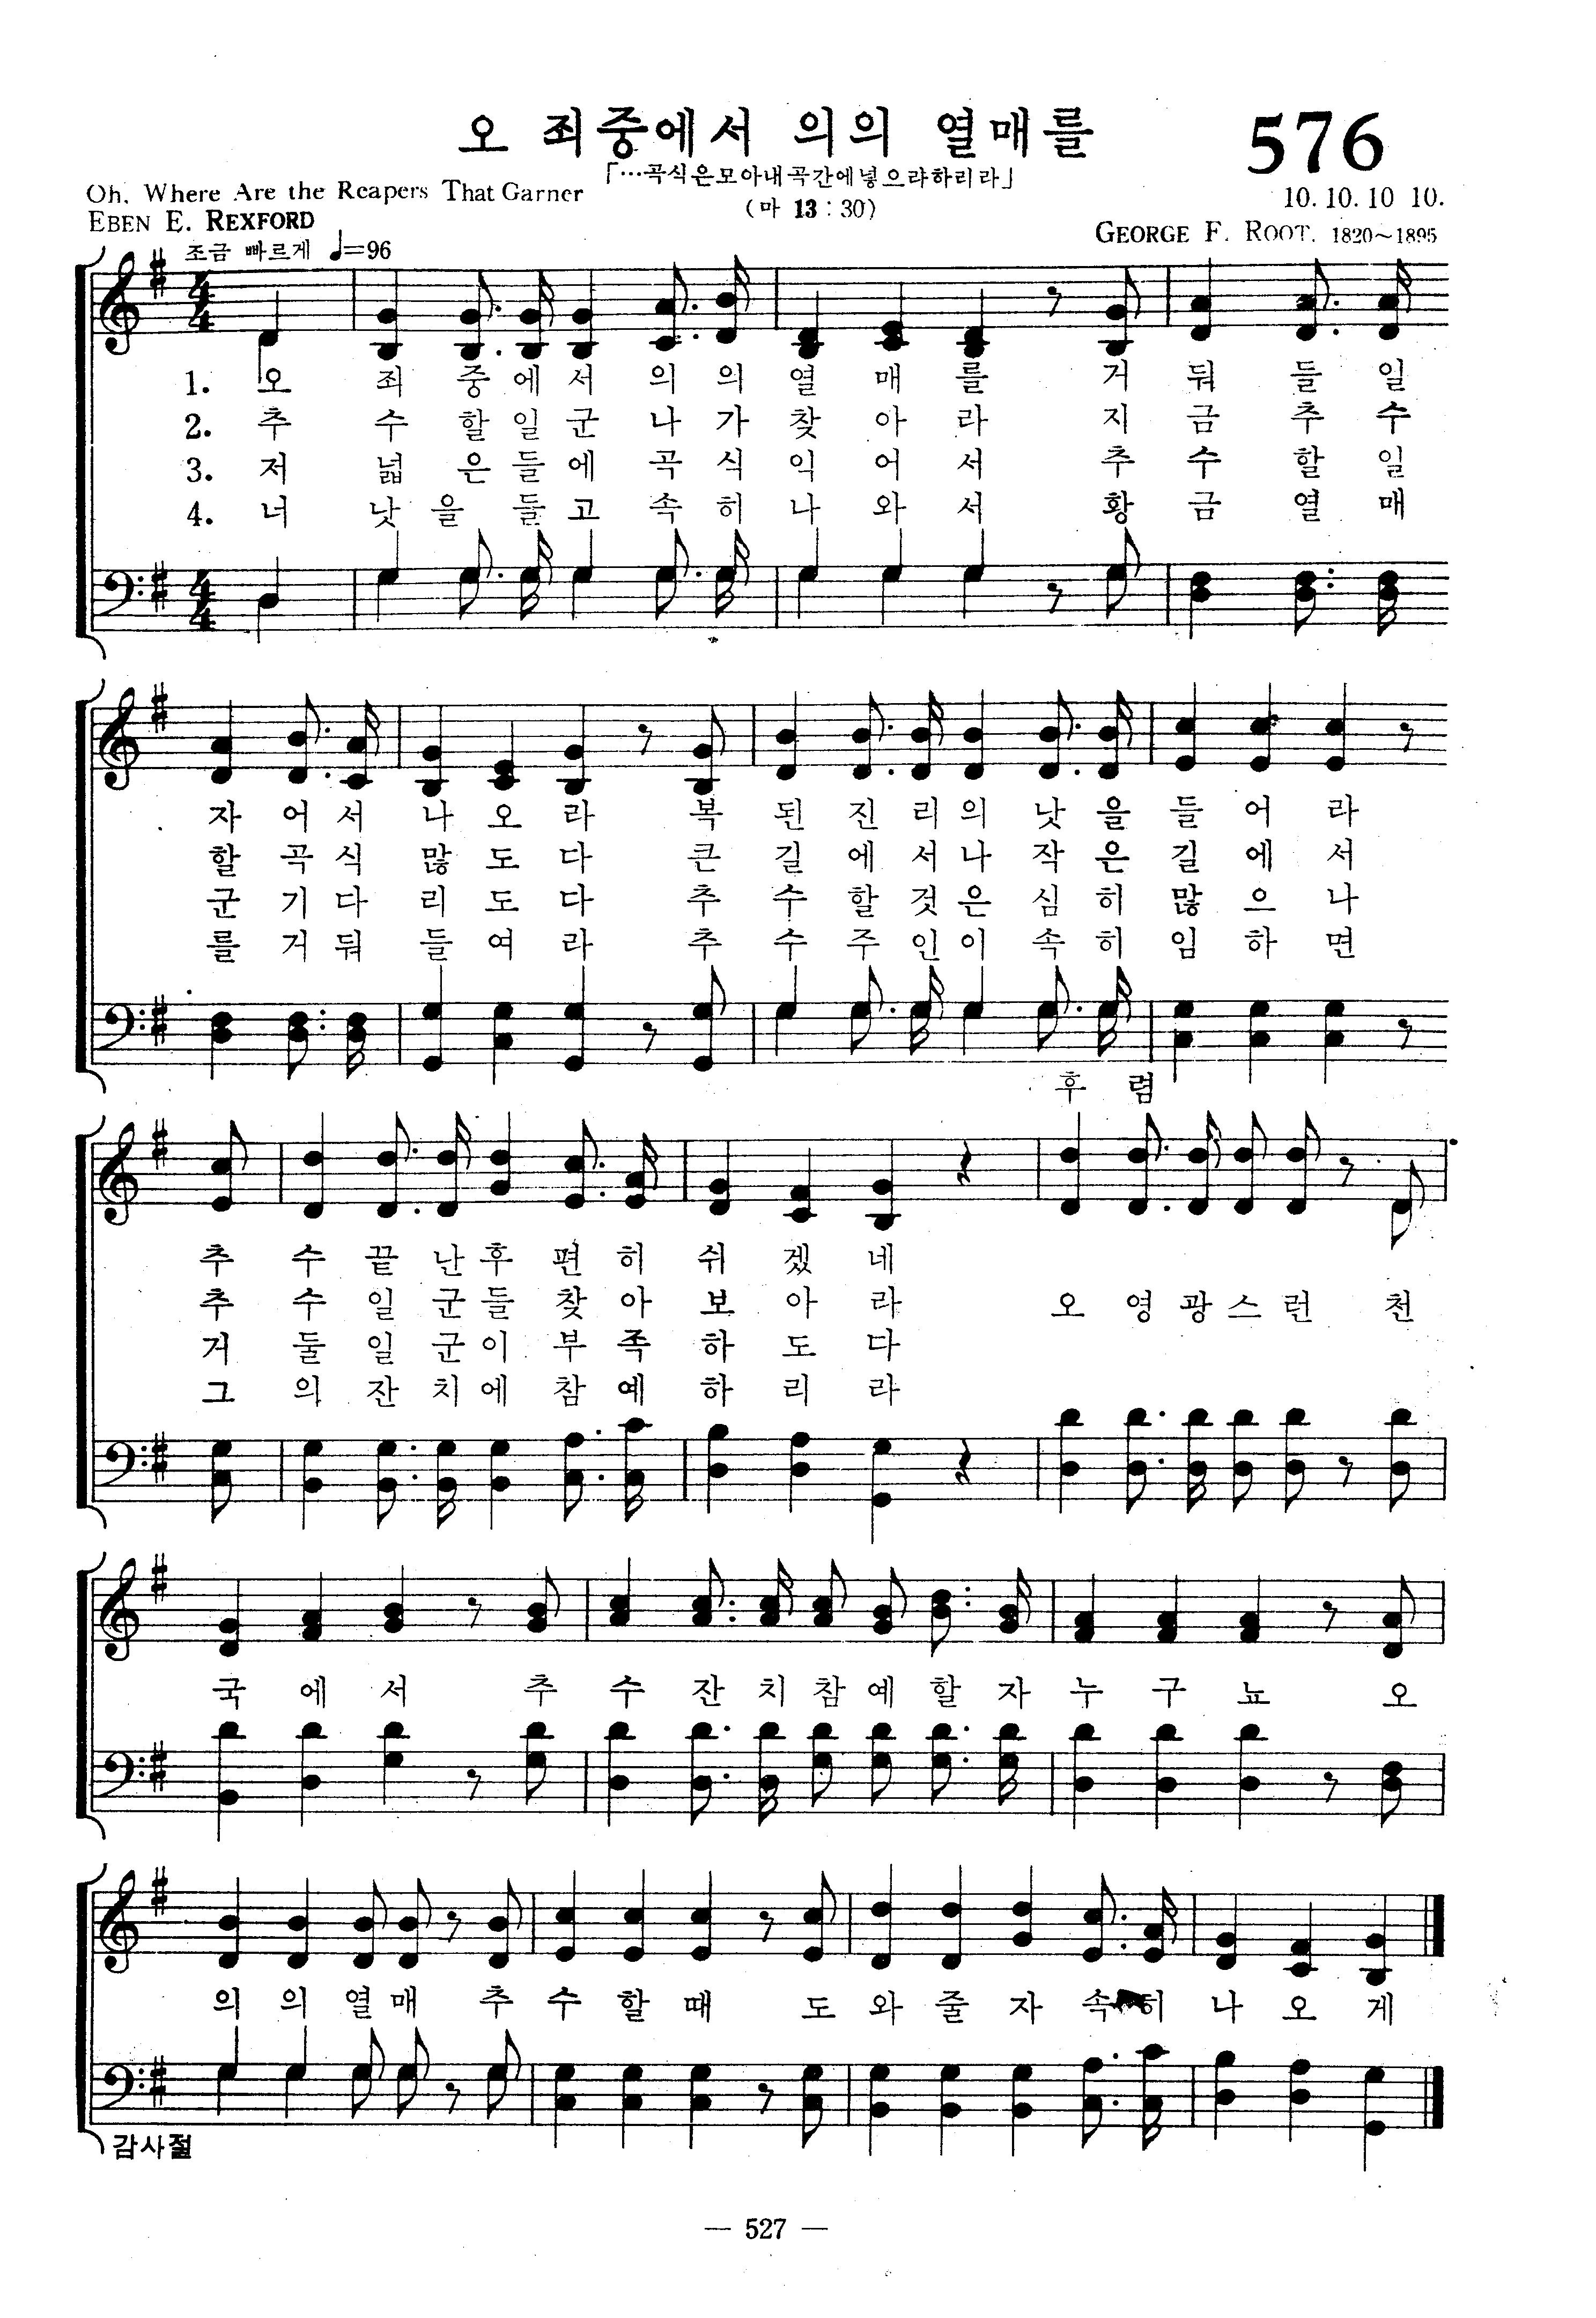 오 죄중에서 의의 열매를
576
「…곡식은모아내곡간에넣으랴하리라」
Oh, Where Are the Reapers That Garner
(마 13 : 30)
10. 10. 10 10.
EBEN E. REXFORD
GEORGE F. ROOT. 1820~1895
조금 빠르게 ♩=96
4
4
1. 오 죄 중 에 서 의 의 열 매 를 거 둬 들 일
2. 추 수 할 일 군 나 가 찾 아 라 지 금 추 수
3. 저 넓 은 들 에 곡 식 익 어 서 추 수 할 일
4. 너 낫 을 들 고 속 히 나 와 서 황 금 열 매
4
4
자 어 서 나 오 라 복 된 진 리 의 낫 을 들 어 라
할 곡 식 많 도 다 큰 길 에 서 나 작 은 길 에 서
군 기 다 리 도 다 추 수 할 것 은 심 히 많 으 나
를 거 둬 들 여 라 추 수 주 인 이 속 히 임 하 면
후 렴
추 수 끝 난 후 편 히 쉬 겠 네
추 수 일 군 들 찾 아 보 아 라 오 영 광 스 런 천
거 둘 일 군 이 부 족 하 도 다
그 의 잔 치 에 참 예 하 리 라
국 에 서 추 수 잔 치 참 예 할 자 누 구 뇨 오
의 의 열 매 추 수 할 때 도 와 줄 자 속 히 나 오 게
감사절
— 527 —